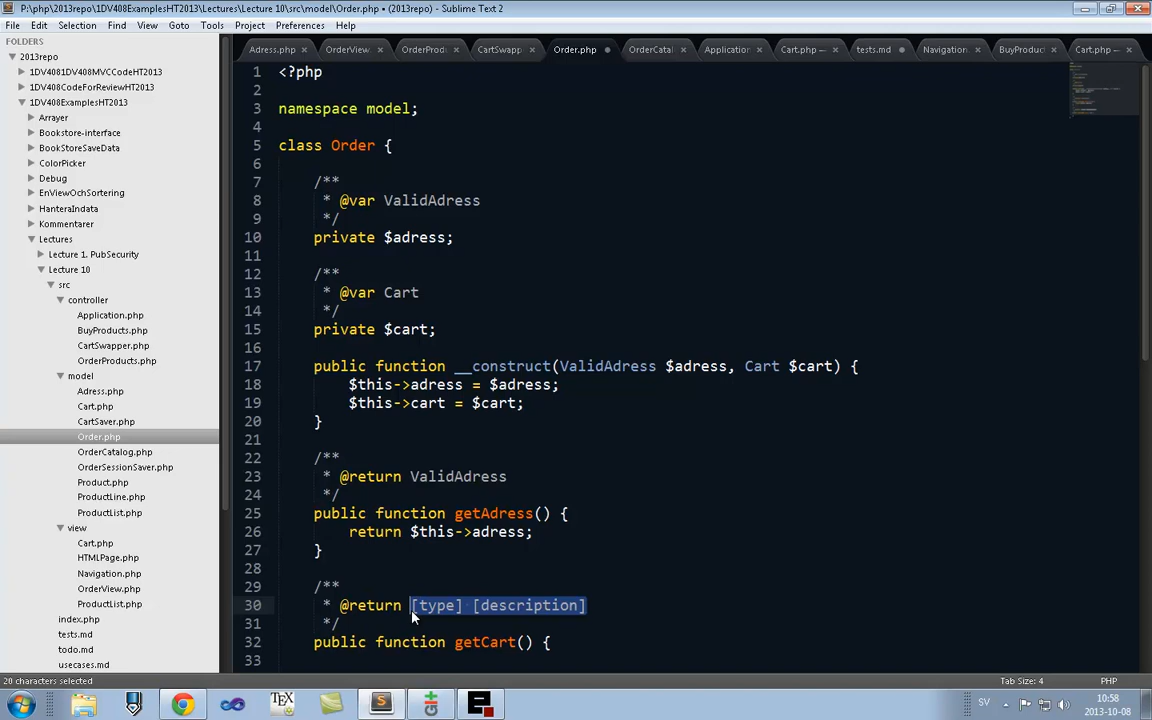 P:\php\2013repo\1DV408ExamplesHT2013\Lectures\Lecture 10\src\model\Order.php • (2013repo) - Sublime Text 2
File Edit Selection Find View Goto Tools Project Preferences Help
FOLDERS
2013repo
1DV4081DV408MVCCodeHT2013
1DV408CodeForReviewHT2013
1DV408ExamplesHT2013
Arrayer
Bookstore-interface
BookStoreSaveData
ColorPicker
Debug
EnViewOchSortering
HanteraIndata
Kommentarer
Lectures
Lecture 1. PubSecurity
Lecture 10
src
controller
Application.php
BuyProducts.php
CartSwapper.php
OrderProducts.php
model
Adress.php
Cart.php
CartSaver.php
Order.php
OrderCatalog.php
OrderSessionSaver.php
Product.php
ProductLine.php
ProductList.php
view
Cart.php
HTMLPage.php
Navigation.php
OrderView.php
ProductList.php
index.php
tests.md
todo.md
usecases.md
Adress.php OrderView OrderProd CartSwapp Order.php OrderCatal Application Cart.php — tests.md Navigation BuyProduc Cart.php —
1 <?php
2
3 namespace model;
4
5 class Order {
6
7 /**
8 * @var ValidAdress
9 */
10 private $adress;
11
12 /**
13 * @var Cart
14 */
15 private $cart;
16
17 public function __construct(ValidAdress $adress, Cart $cart) {
18 $this->adress = $adress;
19 $this->cart = $cart;
20 }
21
22 /**
23 * @return ValidAdress
24 */
25 public function getAdress() {
26 return $this->adress;
27 }
28
29 /**
30 * @return [type] [description]
31 */
32 public function getCart() {
33
20 characters selected Tab Size: 4 PHP
SV 10:58
2013-10-08